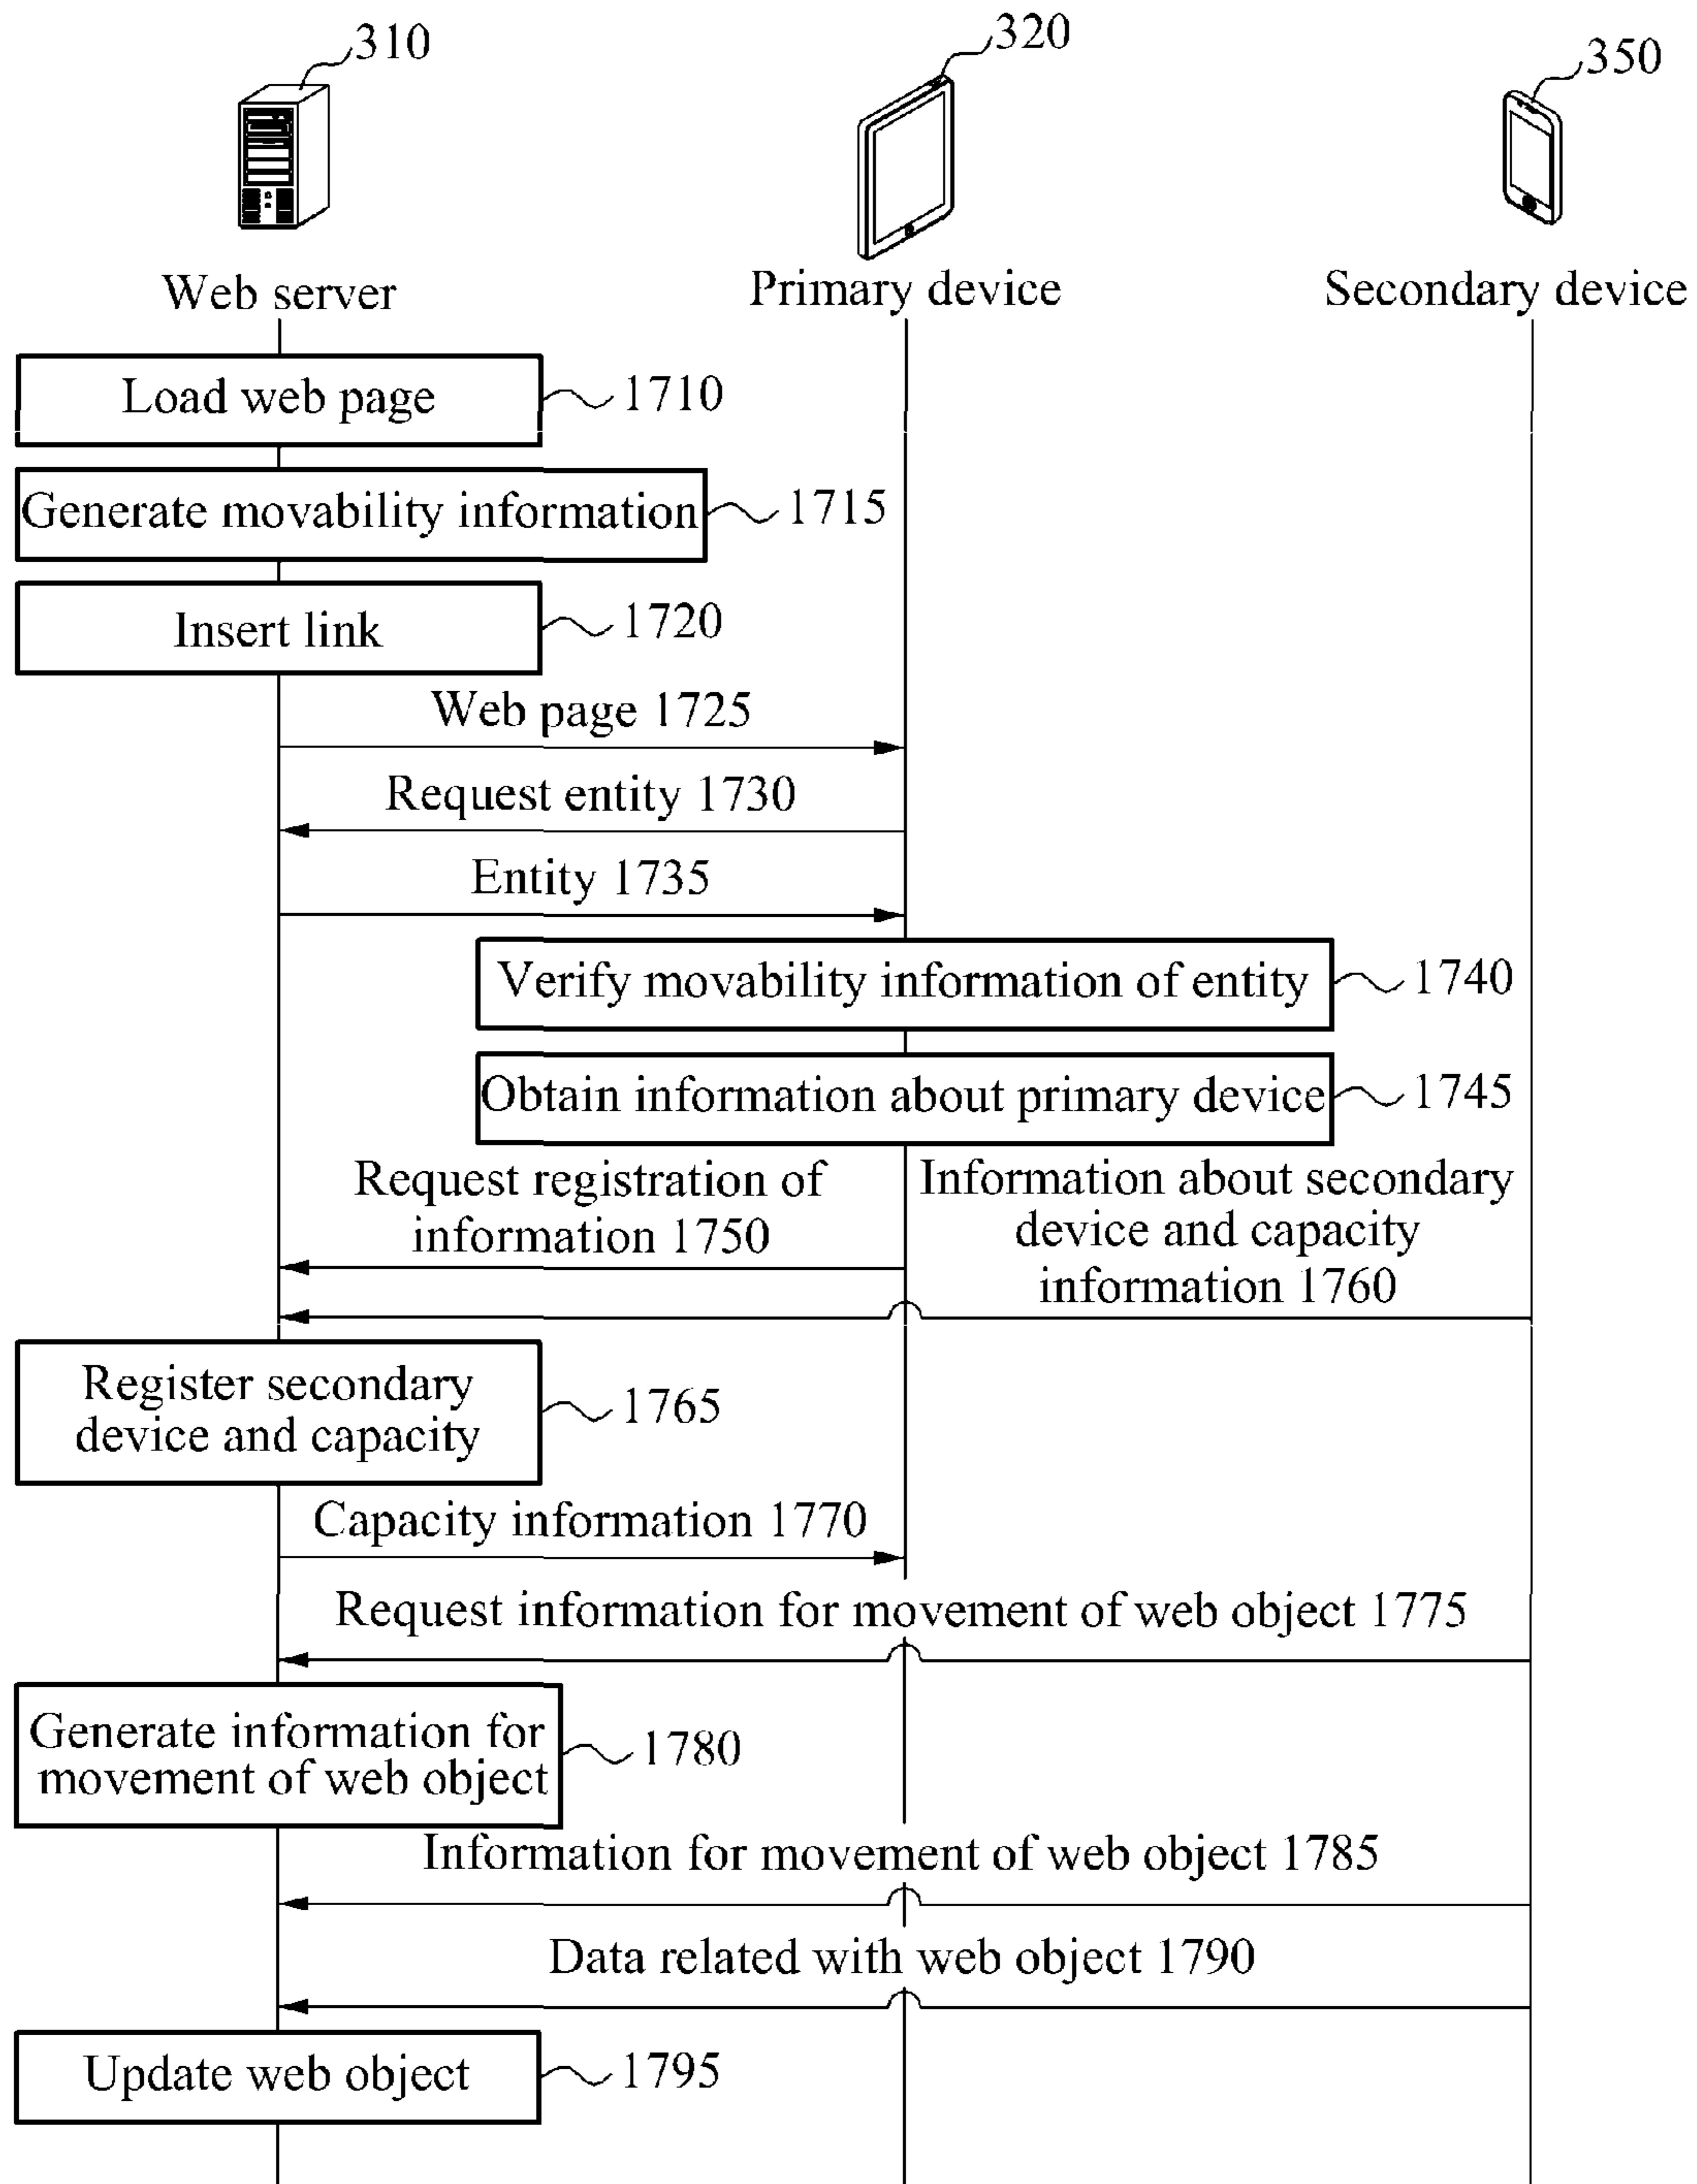 310
320
350
Web server
Primary device
Secondary device
Load web page
1710
Generate movability information
1715
Insert link
1720
Web page 1725
Request entity 1730
Entity 1735
Verify movability information of entity
1740
Obtain information about primary device
1745
Request registration of
information 1750
Information about secondary
device and capacity
information 1760
Register secondary
device and capacity
1765
Capacity information 1770
Request information for movement of web object 1775
Generate information for
movement of web object
1780
Information for movement of web object 1785
Data related with web object 1790
Update web object
1795